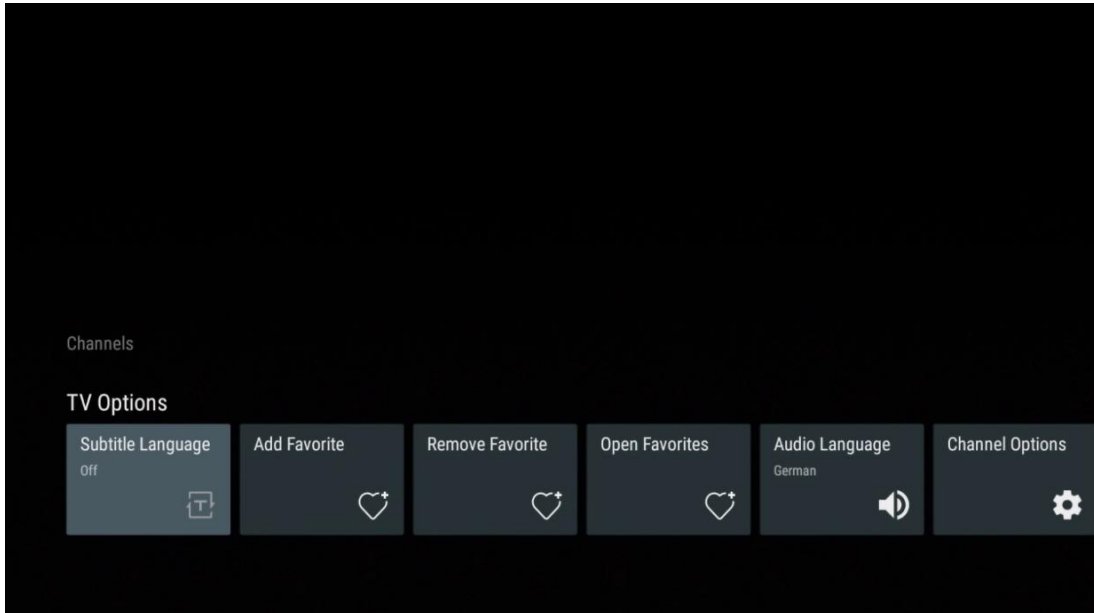 Channels
TV Options
Subtitle Language
Off
Add Favorite
Remove Favorite
Open Favorites
Audio Language
German
Channel Options